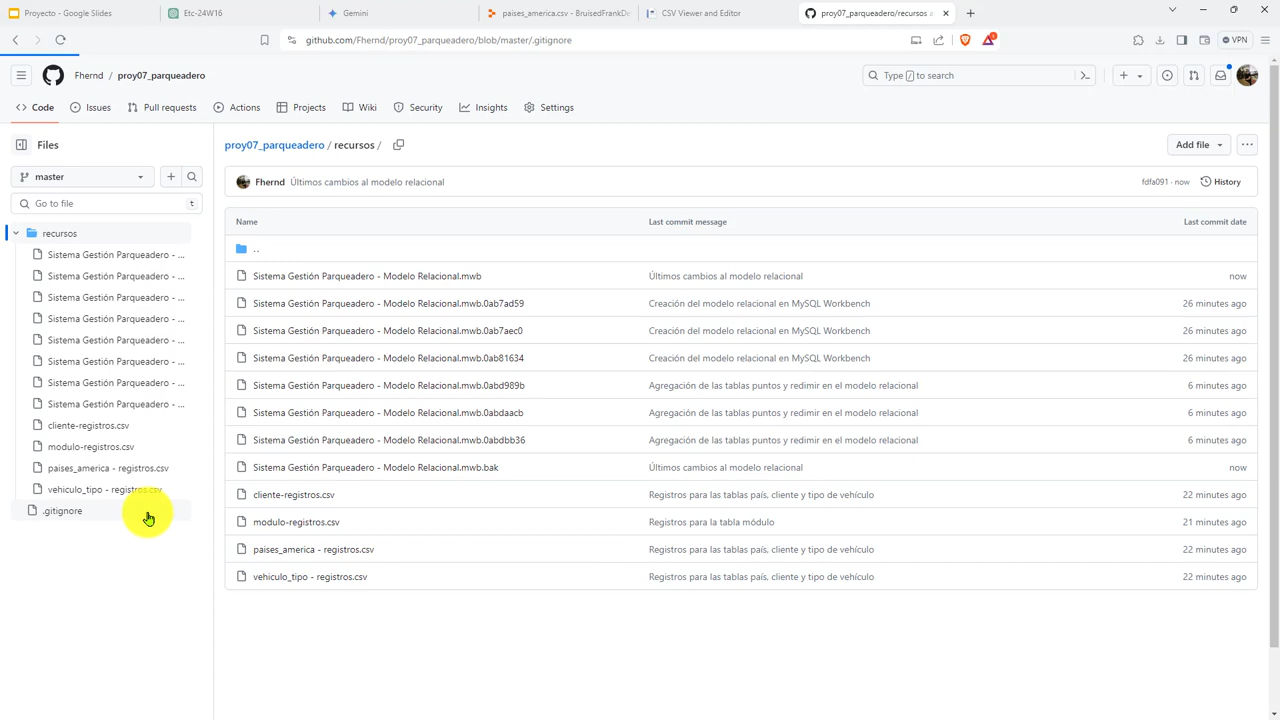 Proyecto - Google Slides
Etc-24W16
Gemini
paises_america.csv - BruisedFrankDe
CSV Viewer and Editor
proy07_parqueadero/recursos a
github.com/Fhernd/proy07_parqueadero/blob/master/.gitignore
VPN
Fhernd / proy07_parqueadero
Type / to search
Code
Issues
Pull requests
Actions
Projects
Wiki
Security
Insights
Settings
Files
master
Go to file
t
recursos
Sistema Gestión Parqueadero - ...
Sistema Gestión Parqueadero - ...
Sistema Gestión Parqueadero - ...
Sistema Gestión Parqueadero - ...
Sistema Gestión Parqueadero - ...
Sistema Gestión Parqueadero - ...
Sistema Gestión Parqueadero - ...
Sistema Gestión Parqueadero - ...
cliente-registros.csv
modulo-registros.csv
paises_america - registros.csv
vehiculo_tipo - registros.csv
.gitignore
proy07_parqueadero / recursos /
Add file
Fhernd Últimos cambios al modelo relacional
fdfa091 · now
History
Name Last commit message Last commit date
..
Sistema Gestión Parqueadero - Modelo Relacional.mwb Últimos cambios al modelo relacional now
Sistema Gestión Parqueadero - Modelo Relacional.mwb.0ab7ad59 Creación del modelo relacional en MySQL Workbench 26 minutes ago
Sistema Gestión Parqueadero - Modelo Relacional.mwb.0ab7aec0 Creación del modelo relacional en MySQL Workbench 26 minutes ago
Sistema Gestión Parqueadero - Modelo Relacional.mwb.0ab81634 Creación del modelo relacional en MySQL Workbench 26 minutes ago
Sistema Gestión Parqueadero - Modelo Relacional.mwb.0abd989b Agregación de las tablas puntos y redimir en el modelo relacional 6 minutes ago
Sistema Gestión Parqueadero - Modelo Relacional.mwb.0abdaacb Agregación de las tablas puntos y redimir en el modelo relacional 6 minutes ago
Sistema Gestión Parqueadero - Modelo Relacional.mwb.0abdbb36 Agregación de las tablas puntos y redimir en el modelo relacional 6 minutes ago
Sistema Gestión Parqueadero - Modelo Relacional.mwb.bak Últimos cambios al modelo relacional now
cliente-registros.csv Registros para las tablas país, cliente y tipo de vehículo 22 minutes ago
modulo-registros.csv Registros para la tabla módulo 21 minutes ago
paises_america - registros.csv Registros para las tablas país, cliente y tipo de vehículo 22 minutes ago
vehiculo_tipo - registros.csv Registros para las tablas país, cliente y tipo de vehículo 22 minutes ago